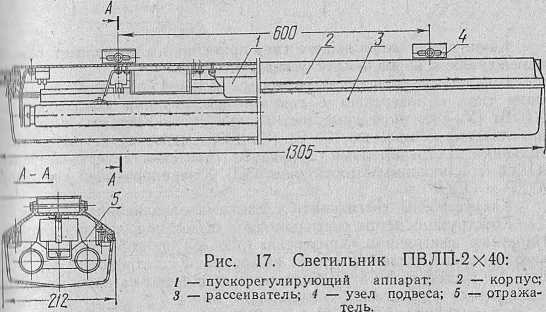 А
600
1
2
3
4
1305
А - А
А
5
212
Рис. 17. Светильник ПВЛП-2×40:
1 — пускорегулирующий аппарат; 2 — корпус;
3 — рассеиватель; 4 — узел подвеса; 5 — отража-
тель.